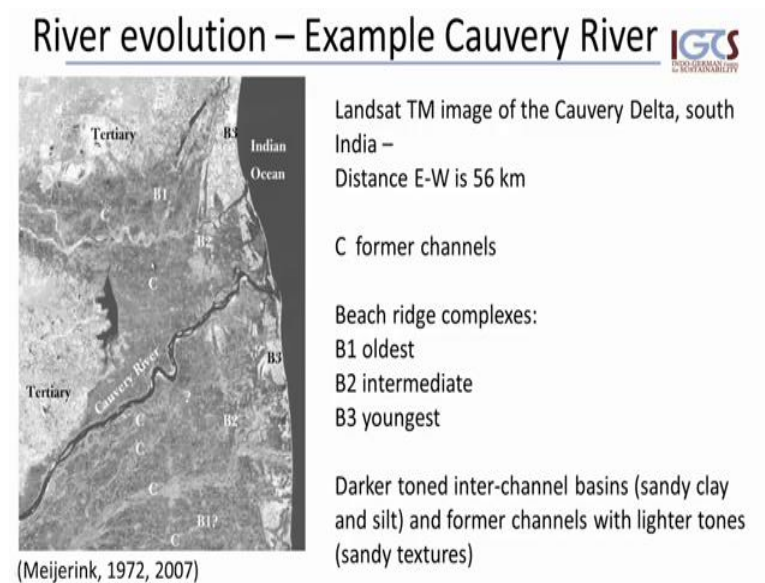 River evolution – Example Cauvery River
IGCS
INDO-GERMAN Centre
for SUSTAINABILITY
Tertiary
B3
Indian
Ocean
B1
C
B2
C
Cauvery River
B3
Tertiary
?
C
B2
C
C
B1?
C
Landsat TM image of the Cauvery Delta, south
India –
Distance E-W is 56 km
C former channels
Beach ridge complexes:
B1 oldest
B2 intermediate
B3 youngest
Darker toned inter-channel basins (sandy clay
and silt) and former channels with lighter tones
(sandy textures)
(Meijerink, 1972, 2007)